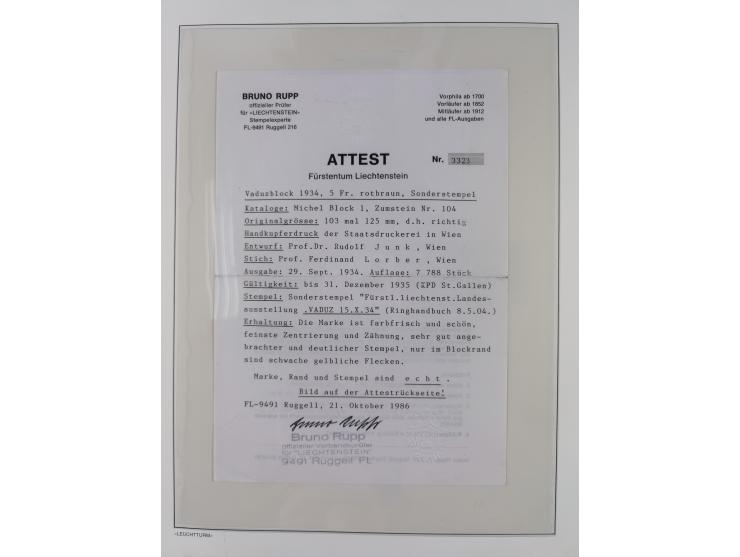 BRUNO RUPP
offizieller Prüfer
für «LIECHTENSTEIN»
Stempelexperte
FL-9491 Ruggell 216
Vorphila ab 1700
Vorläufer ab 1852
Mitläufer ab 1912
und alle FL-Ausgaben
ATTEST
Nr. 3323
Fürstentum Liechtenstein
Vaduzblock 1934, 5 Fr. rotbraun, Sonderstempel
Kataloge: Michel Block 1, Zumstein Nr. 104
Originalgrösse: 103 mal 125 mm, d.h. richtig
Handkupferdruck der Staatsdruckerei in Wien
Entwurf: Prof.Dr. Rudolf J u n k , Wien
Stich: Prof. Ferdinand L o r b e r , Wien
Ausgabe: 29. Sept. 1934. Auflage: 7 788 Stück
Gültigkeit: bis 31. Dezember 1935 (KPD St.Gallen)
Stempel: Sonderstempel "Fürstl.liechtenst.Landes-
ausstellung „VADUZ 15.X.34" (Ringhandbuch 8.5.04.)
Erhaltung: Die Marke ist farbfrisch und schön,
feinste Zentrierung und Zähnung, sehr gut ange-
brachter und deutlicher Stempel, nur im Blockrand
sind schwache gelbliche Flecken.
Marke, Rand und Stempel sind e c h t .
Bild auf der Attestrückseite!
FL-9491 Ruggell, 21. Oktober 1986
Bruno Rupp
Bruno Rupp
offizieller Verbandsprüfer
für "LIECHTENSTEIN"
9491 Ruggell FL
«LEUCHTTURM»